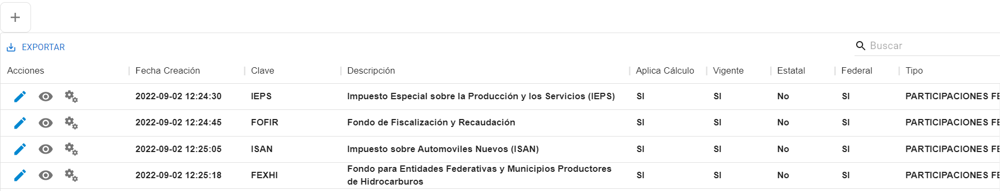 EXPORTAR
Buscar
Acciones Fecha Creación Clave Descripción Aplica Cálculo Vigente Estatal Federal Tipo
2022-09-02 12:24:30 IEPS Impuesto Especial sobre la Producción y los Servicios (IEPS) SI SI No SI PARTICIPACIONES FE
2022-09-02 12:24:45 FOFIR Fondo de Fiscalización y Recaudación SI SI No SI PARTICIPACIONES FE
2022-09-02 12:25:05 ISAN Impuesto sobre Automoviles Nuevos (ISAN) SI SI No SI PARTICIPACIONES FE
2022-09-02 12:25:18 FEXHI Fondo para Entidades Federativas y Municipios Productores
de Hidrocarburos SI SI No SI PARTICIPACIONES FE